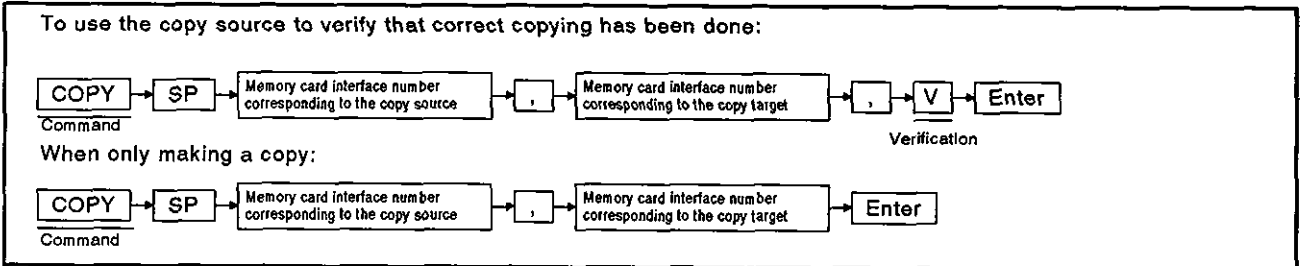 To use the copy source to verify that correct copying has been done:
COPY SP Memory card interface number corresponding to the copy source , Memory card interface number corresponding to the copy target , V Enter
Command Verification
When only making a copy:
COPY SP Memory card interface number corresponding to the copy source , Memory card interface number corresponding to the copy target Enter
Command